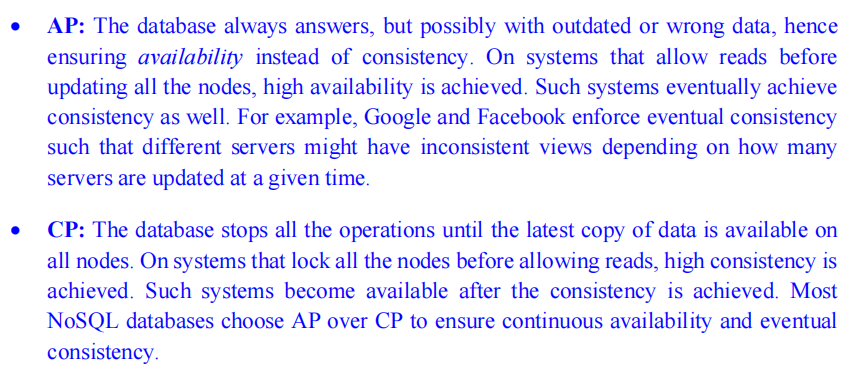 • AP: The database always answers, but possibly with outdated or wrong data, hence
ensuring availability instead of consistency. On systems that allow reads before
updating all the nodes, high availability is achieved. Such systems eventually achieve
consistency as well. For example, Google and Facebook enforce eventual consistency
such that different servers might have inconsistent views depending on how many
servers are updated at a given time.
• CP: The database stops all the operations until the latest copy of data is available on
all nodes. On systems that lock all the nodes before allowing reads, high consistency is
achieved. Such systems become available after the consistency is achieved. Most
NoSQL databases choose AP over CP to ensure continuous availability and eventual
consistency.